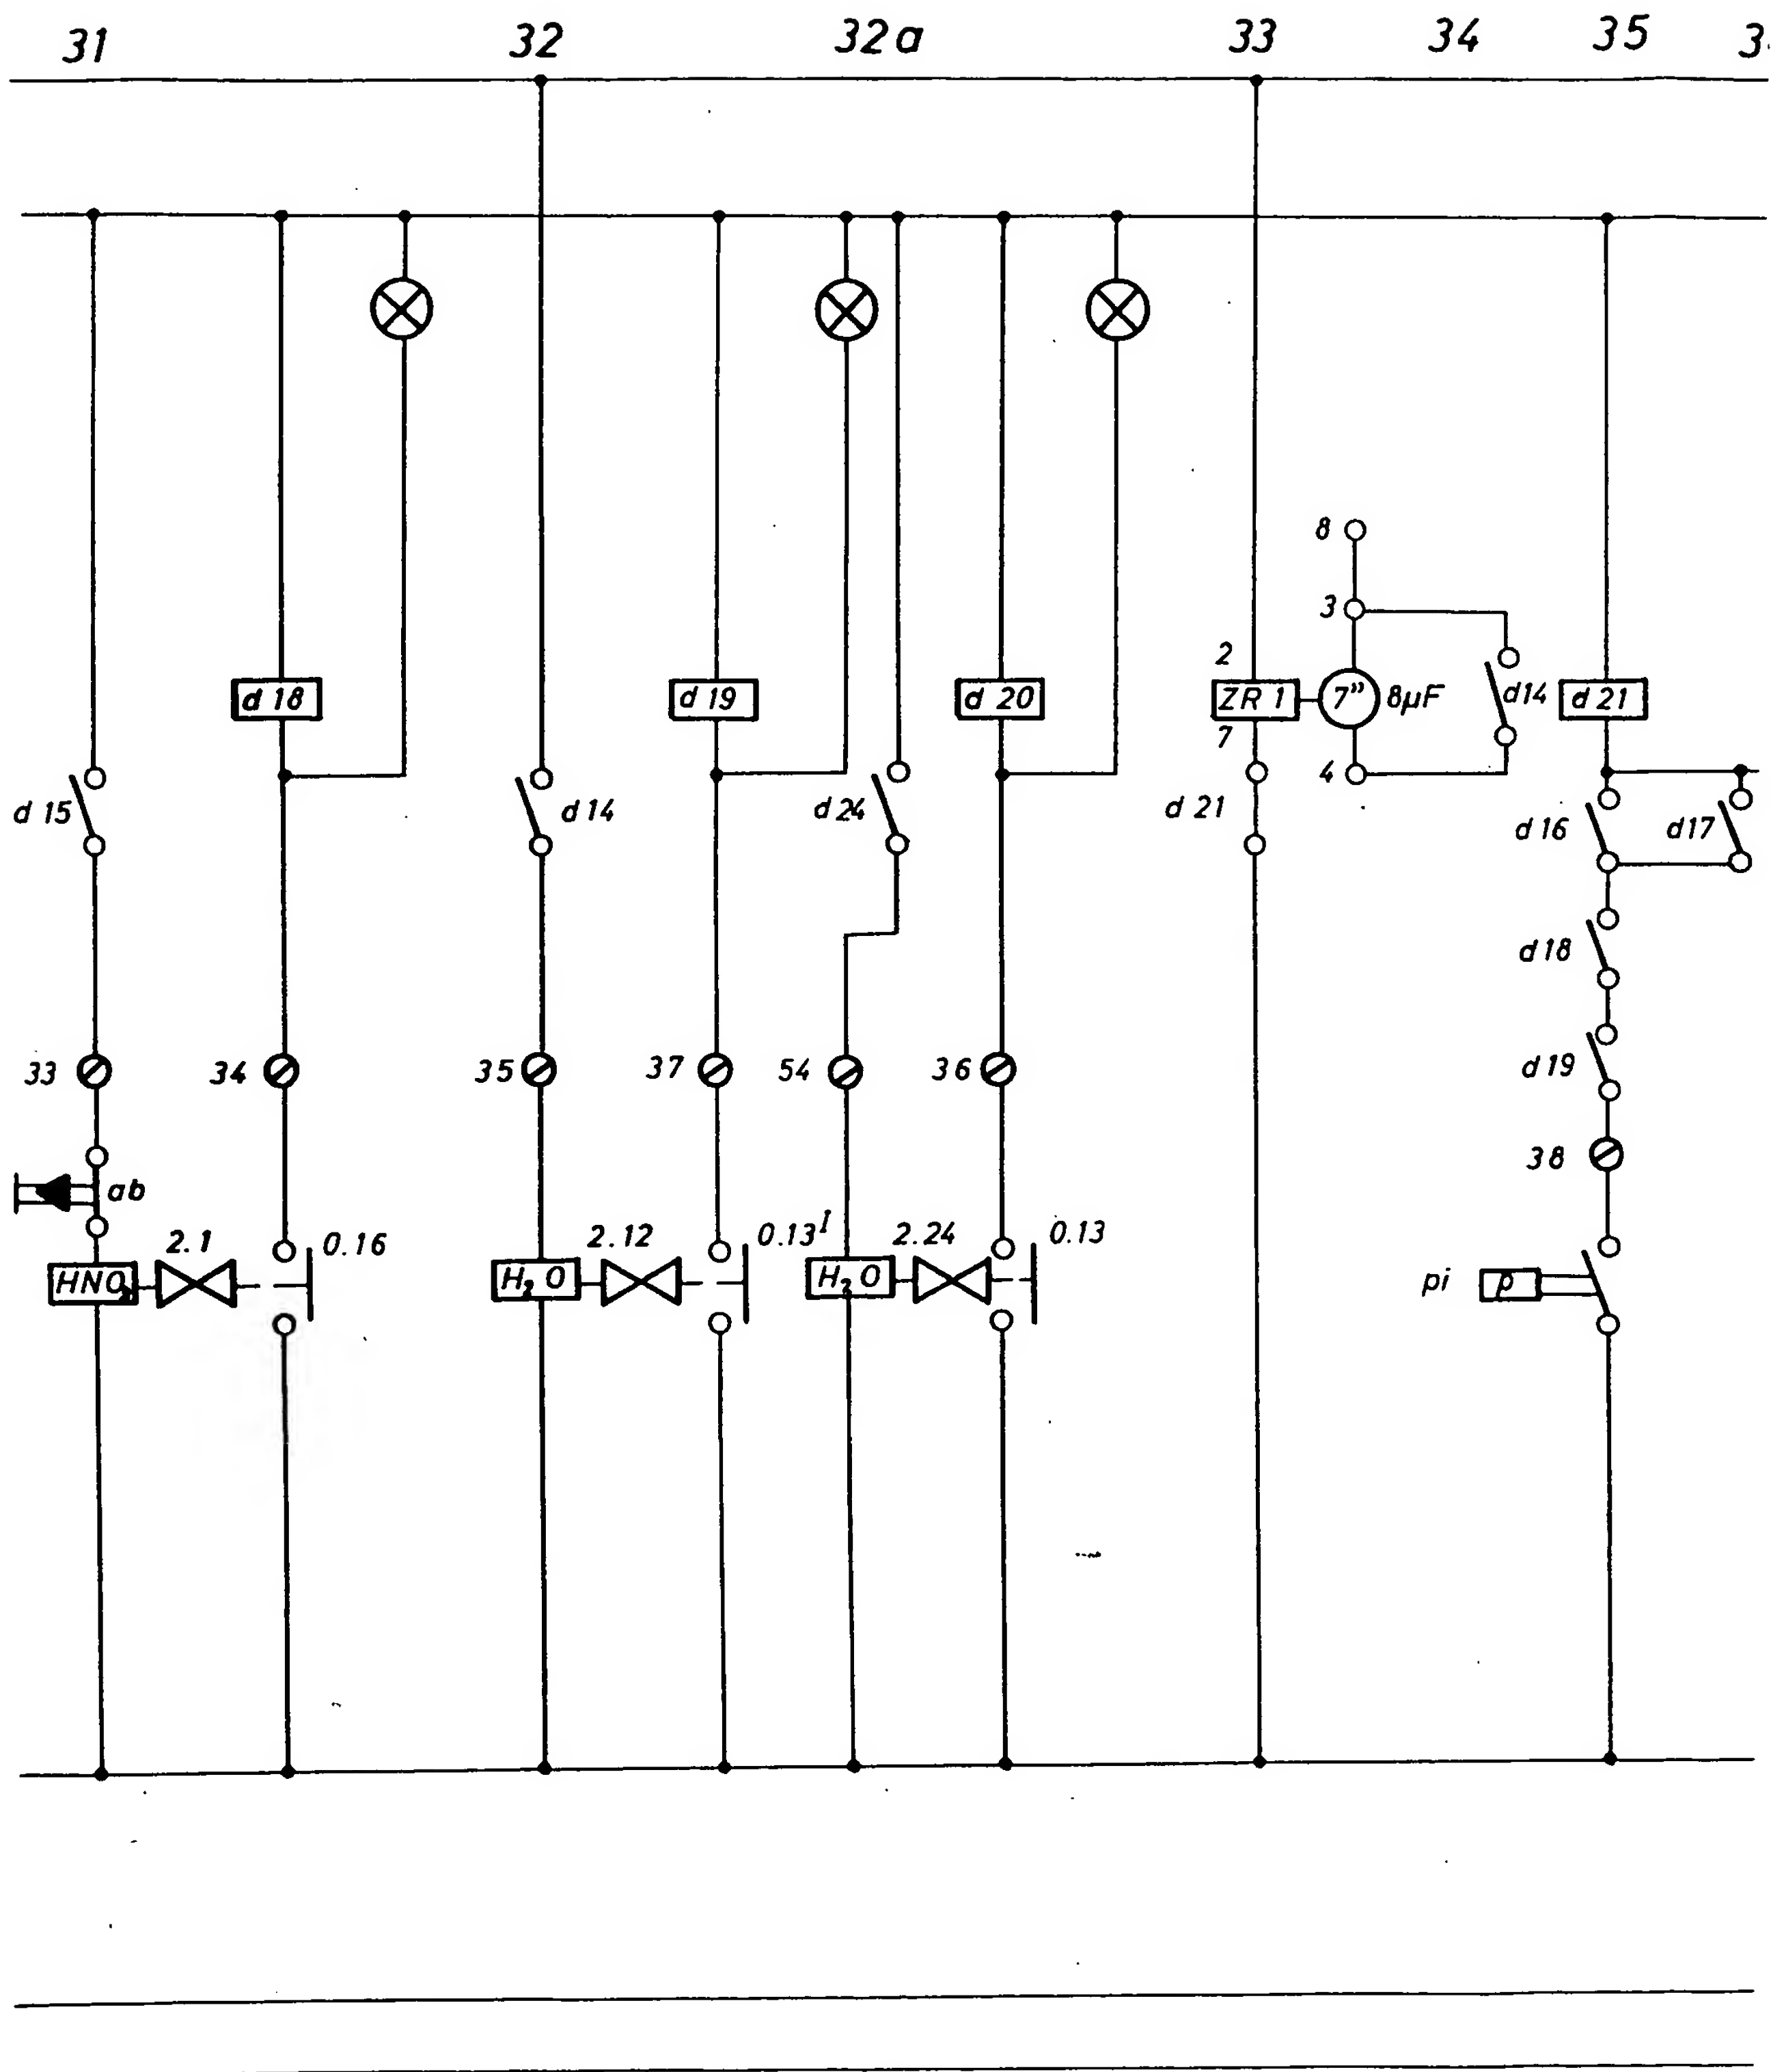 31 32 32a 33 34 35
8
3
2
d 18 d 19 d 20 ZR 1 7" 8µF d14 d 21
7
4
d 15 d 14 d 24 d 21 d 16 d17
d 18
33 34 35 37 54 36 d 19
38
ab
2.1 0.16 2.12 0.13 I 2.24 0.13
HNO3 H2O H2O pi p